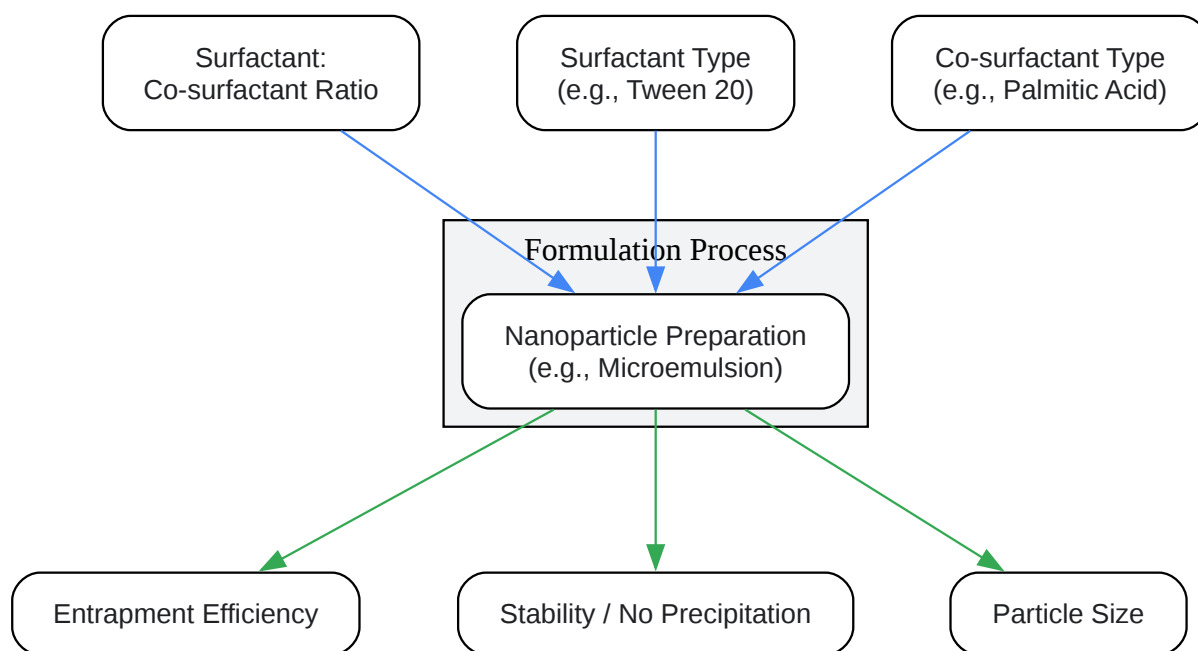 Surfactant:
Co-surfactant Ratio
Surfactant Type
(e.g., Tween 20)
Co-surfactant Type
(e.g., Palmitic Acid)
Formulation Process
Nanoparticle Preparation
(e.g., Microemulsion)
Entrapment Efficiency
Stability / No Precipitation
Particle Size